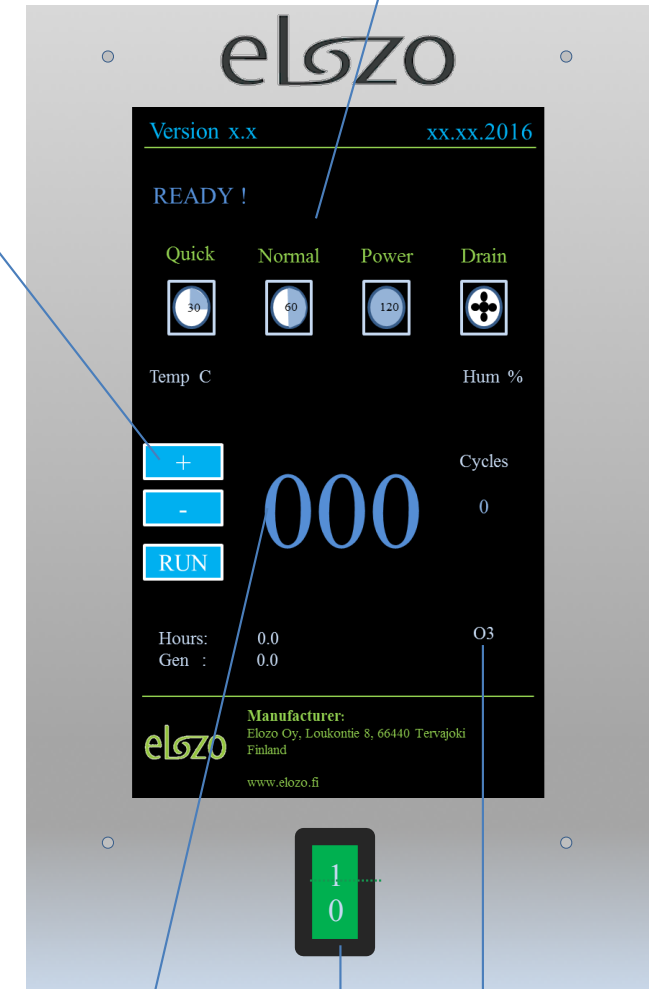 elozo
Version x.x xx.xx.2016
READY !
Quick Normal Power Drain
30 60 120
Temp C Hum %
+ Cycles
- 000 0
RUN
O3
Hours: 0.0
Gen : 0.0
elozo
Manufacturer:
Elozo Oy, Loukontie 8, 66440 Tervajoki
Finland
www.elozo.fi
1
0